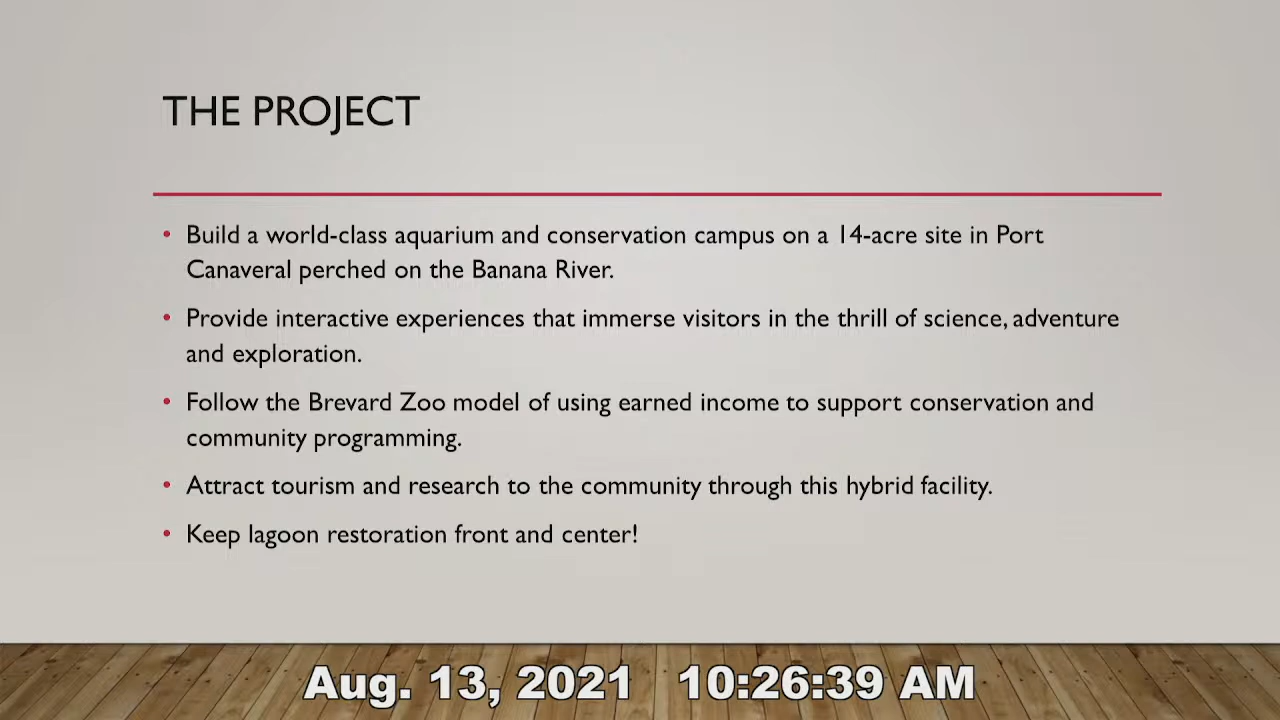 THE PROJECT
• Build a world-class aquarium and conservation campus on a 14-acre site in Port
Canaveral perched on the Banana River.
• Provide interactive experiences that immerse visitors in the thrill of science, adventure
and exploration.
• Follow the Brevard Zoo model of using earned income to support conservation and
community programming.
• Attract tourism and research to the community through this hybrid facility.
• Keep lagoon restoration front and center!
Aug. 13, 2021 10:26:39 AM